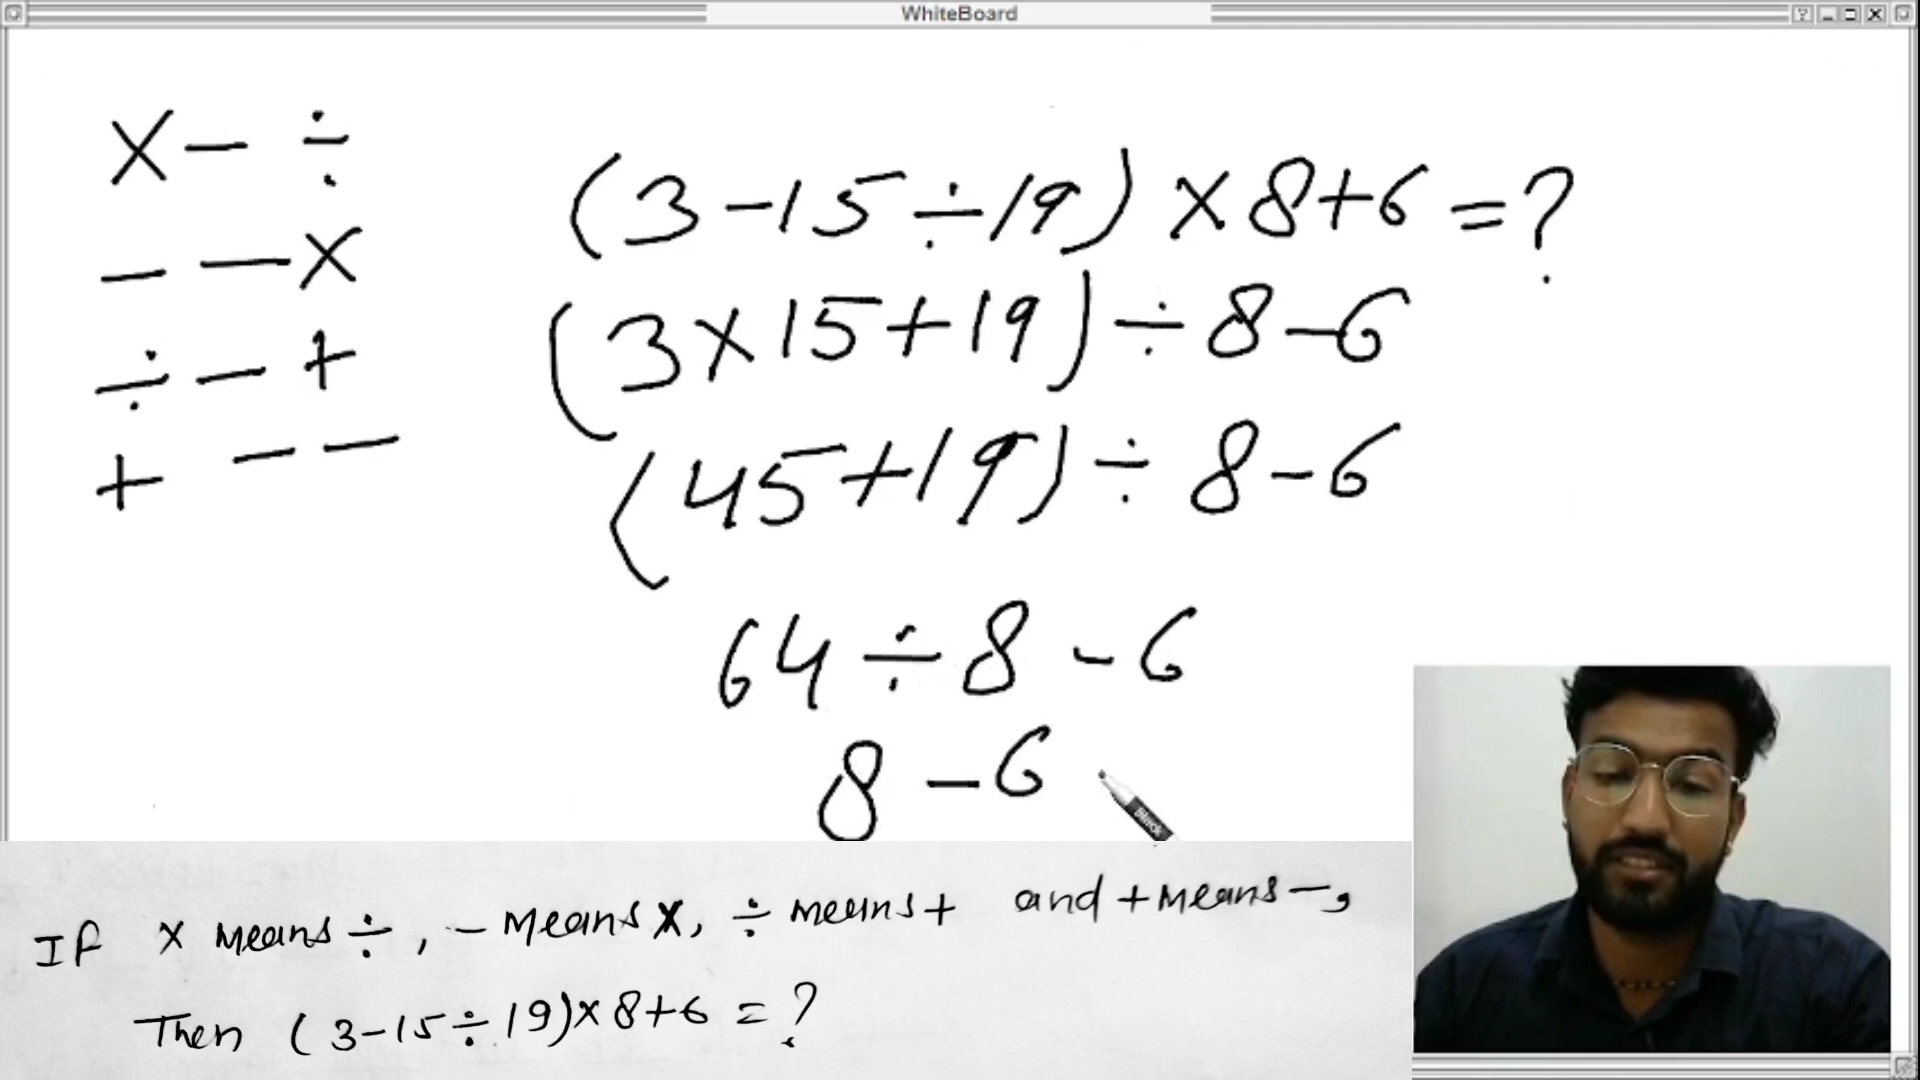 WhiteBoard
× – ÷
– – ×
÷ – +
+ – –
(3-15÷19)×8+6=?
(3×15+19)÷8-6
(45+19)÷8-6
64÷8-6
8-6
Black
If × means ÷, - means ×, ÷ means + and + means -,
Then (3-15÷19)×8+6=?